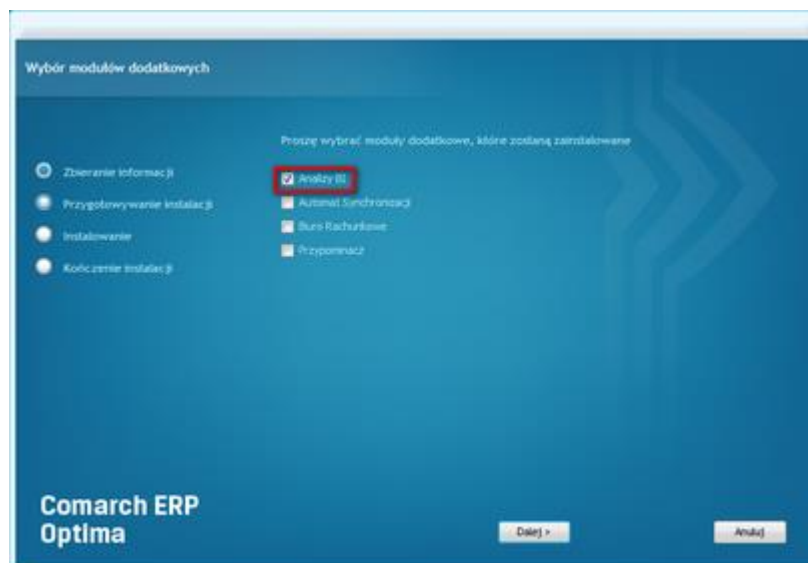 Wybór modułów dodatkowych
Proszę wybrać moduły dodatkowe, które zostaną zainstalowane
Zbieranie informacji
Przygotowywanie instalacji
Instalowanie
Kończenie instalacji
Analizy BI
Automat Synchronizacji
Biuro Rachunkowe
Przypominacz
Comarch ERP
Optima
Dalej >
Anuluj